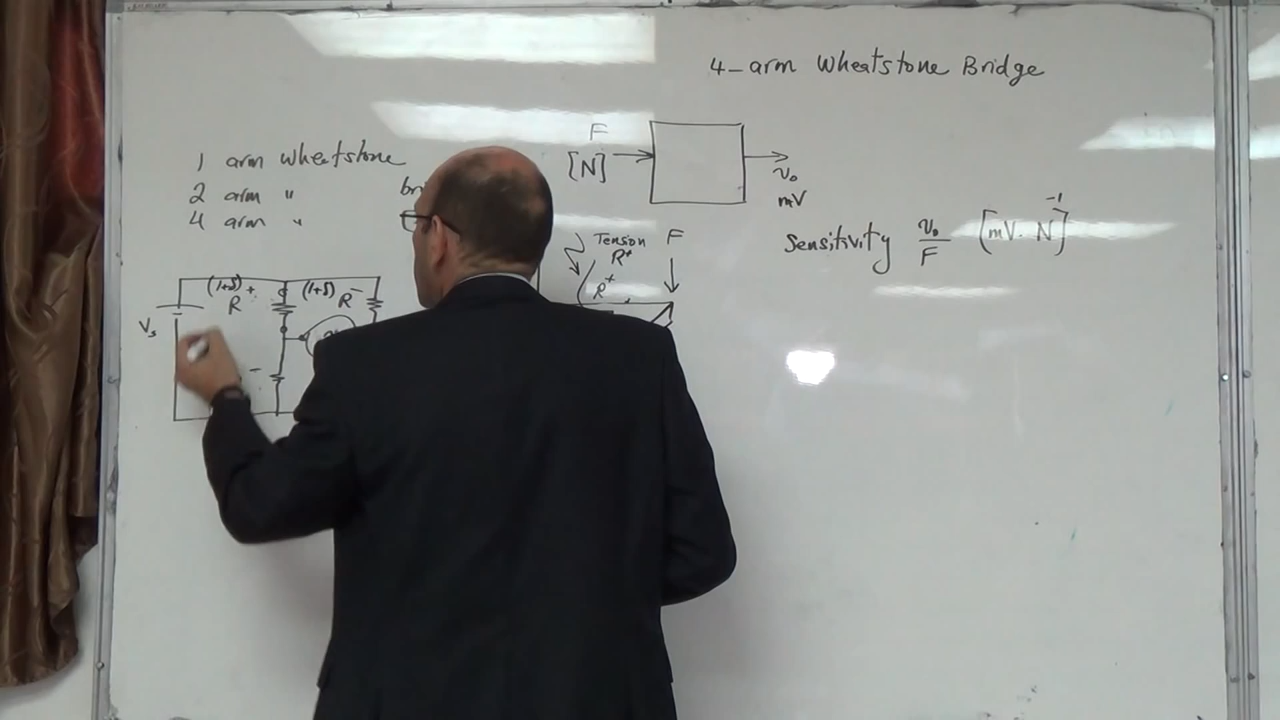 4-arm Wheatstone Bridge
1 arm wheatstone
2 arm "
4 arm "
F
[N]
v₀
mV
Sensitivity v₀/F [mV. N⁻¹]
Tension F
R⁺
R⁺
(1+δ) + (1+δ)
R R⁻
Vs
-